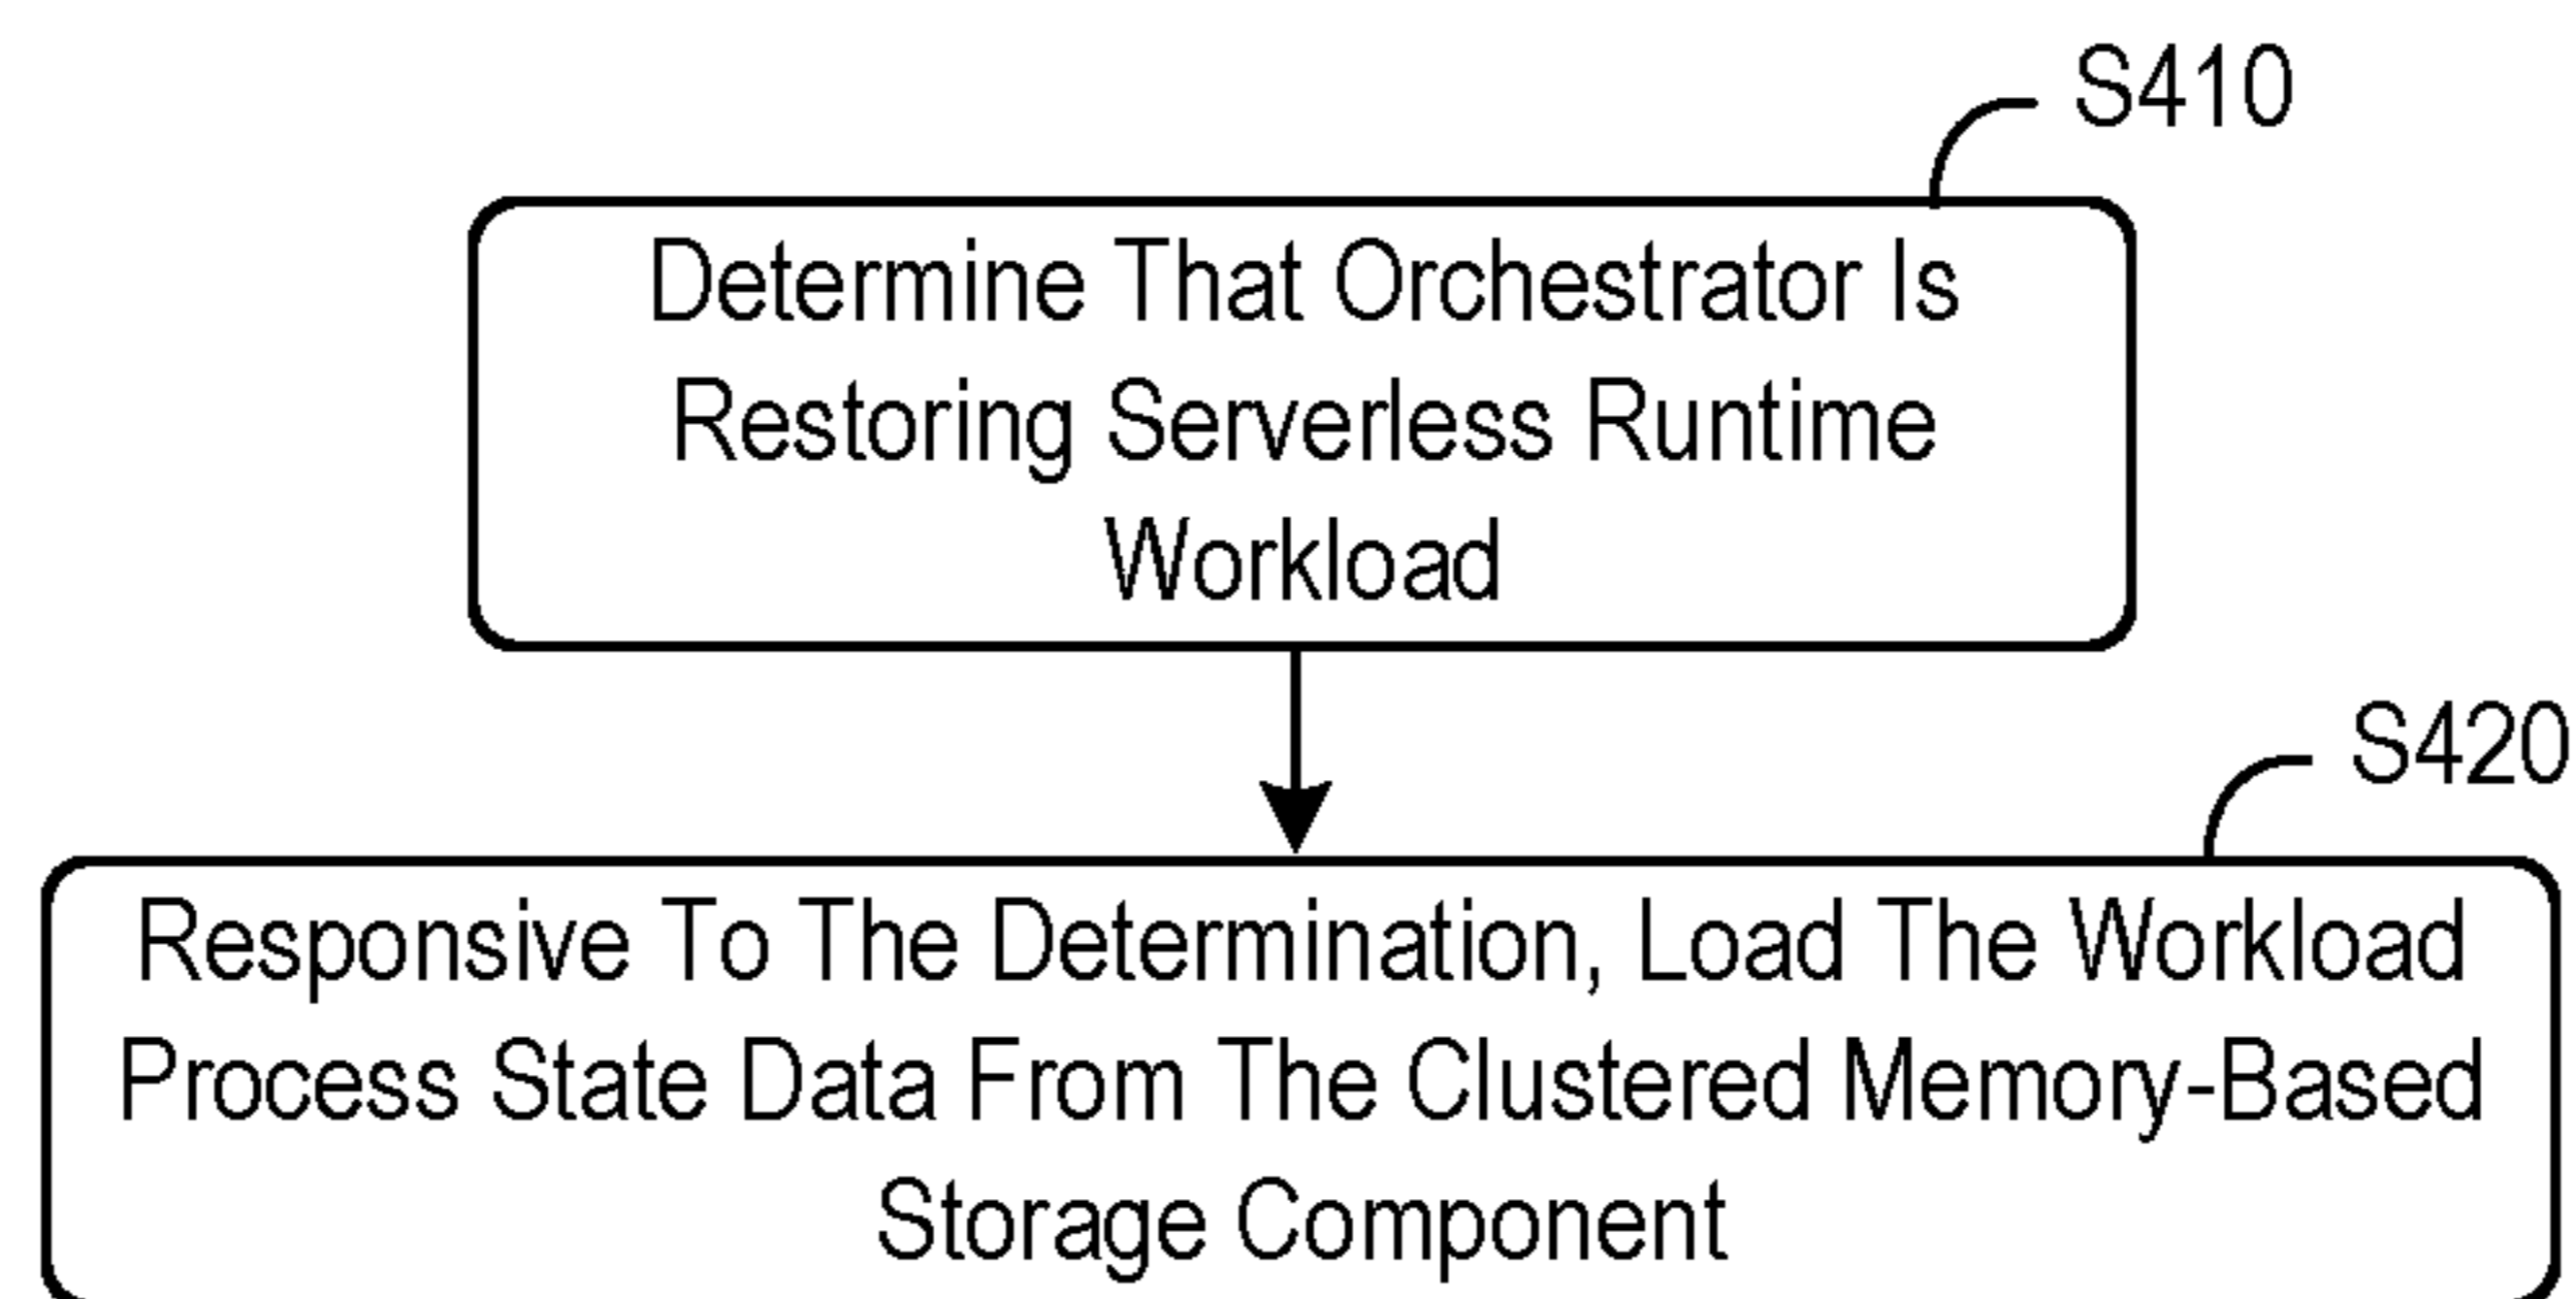 S410
Determine That Orchestrator Is
Restoring Serverless Runtime
Workload
S420
Responsive To The Determination, Load The Workload
Process State Data From The Clustered Memory-Based
Storage Component